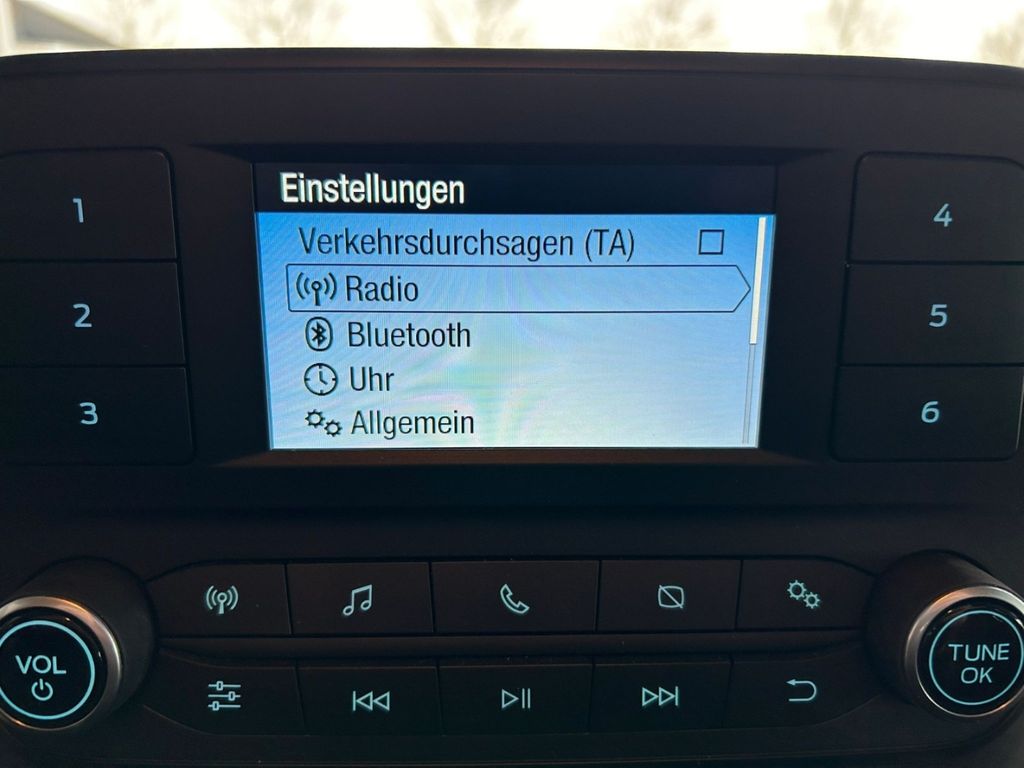 Einstellungen
Verkehrsdurchsagen (TA)
Radio
Bluetooth
Uhr
Allgemein
1
2
3
4
5
6
VOL
TUNE
OK